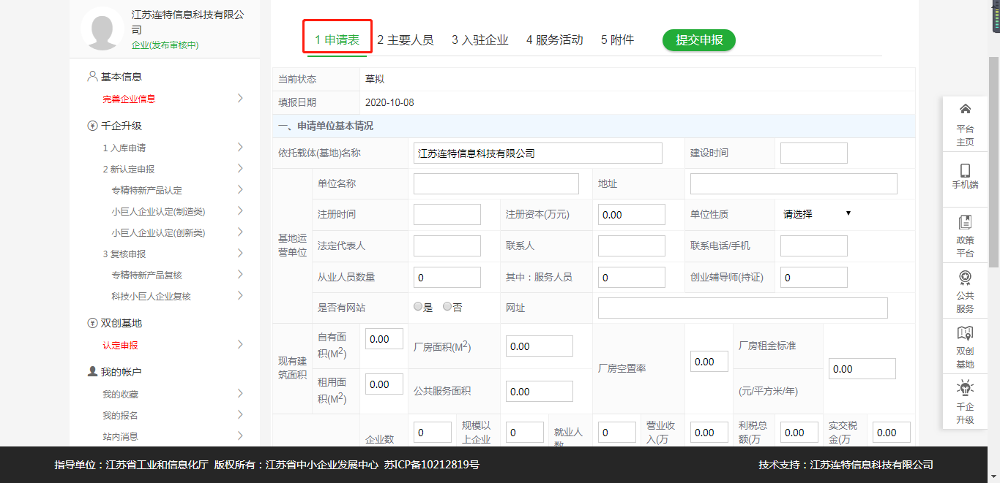 江苏连特信息科技有限公
司
企业(发布审核中)
基本信息
完善企业信息
千企升级
1 入库申请
2 新认定申报
专精特新产品认定
小巨人企业认定(制造类)
小巨人企业认定(创新类)
3 复核申报
专精特新产品复核
科技小巨人企业复核
双创基地
认定申报
我的帐户
我的收藏
我的报名
站内消息
1 申请表 2 主要人员 3 入驻企业 4 服务活动 5 附件 提交申报
当前状态 草拟
填报日期 2020-10-08
一、申请单位基本情况
依托载体(基地)名称 江苏连特信息科技有限公司 建设时间
基地运
营单位
单位名称 地址
注册时间 注册资本(万元) 0.00 单位性质 请选择
法定代表人 联系人 联系电话/手机
从业人员数量 0 其中：服务人员 0 创业辅导师(持证) 0
是否有网站 是 否 网址
现有建
筑面积
自有面
积(M2)
0.00 厂房面积(M2) 0.00
厂房空置率 0.00
厂房租金标准
(元/平方米/年)
0.00
租用面
积(M2)
0.00 公共服务面积 0.00
企业数 0
规模以
上企业
0
就业人
数
0
营业收
入(万
0.00
利税总
额(万
0.00
实交税
金(万
0.00
平台
主页
手机端
政策
平台
公共
服务
双创
基地
千企
升级
指导单位：江苏省工业和信息化厅 版权所有：江苏省中小企业发展中心 苏ICP备10212819号
技术支持：江苏连特信息科技有限公司